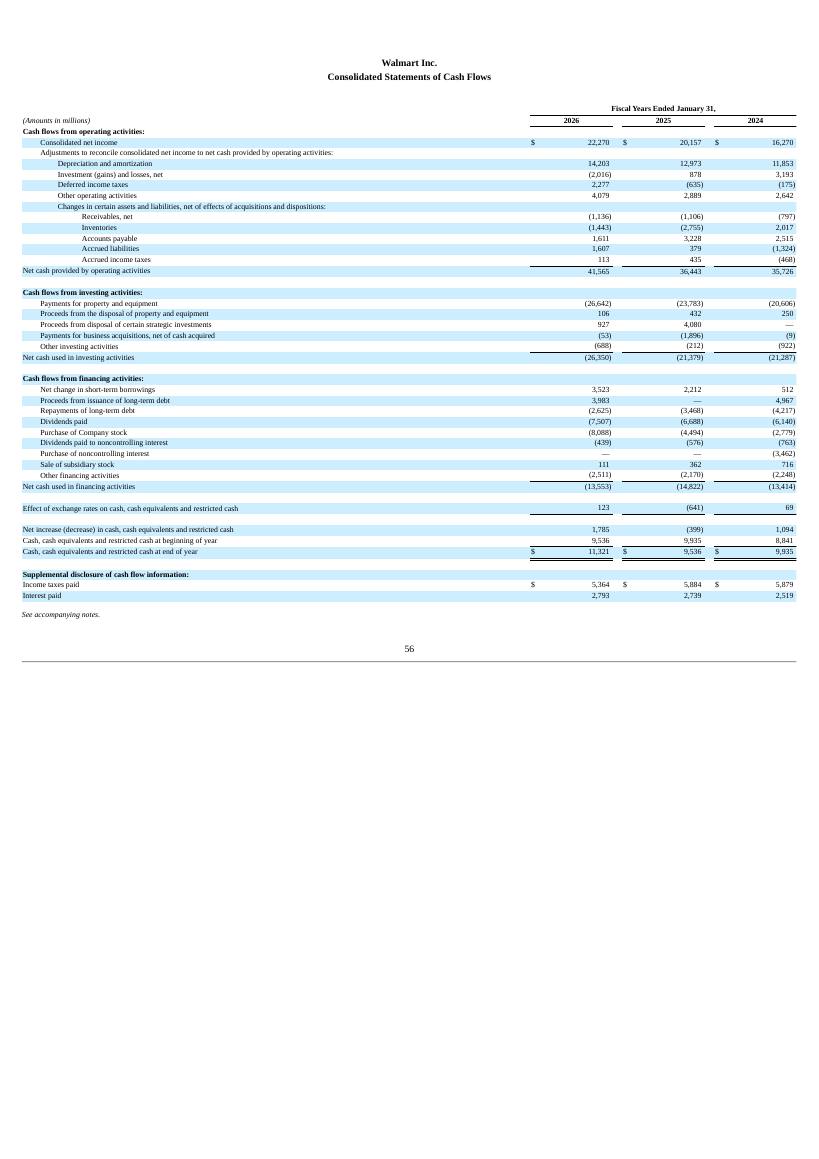 Walmart Inc.
Consolidated Statements of Cash Flows
Fiscal Years Ended January 31,
(Amounts in millions) 2026 2025 2024
Cash flows from operating activities:
Consolidated net income $ 22,270 $ 20,157 $ 16,270
Adjustments to reconcile consolidated net income to net cash provided by operating activities:
Depreciation and amortization 14,203 12,973 11,853
Investment (gains) and losses, net (2,016) 878 3,193
Deferred income taxes 2,277 (635) (175)
Other operating activities 4,079 2,889 2,642
Changes in certain assets and liabilities, net of effects of acquisitions and dispositions:
Receivables, net (1,136) (1,106) (797)
Inventories (1,443) (2,755) 2,017
Accounts payable 1,611 3,228 2,515
Accrued liabilities 1,607 379 (1,324)
Accrued income taxes 113 435 (468)
Net cash provided by operating activities 41,565 36,443 35,726
Cash flows from investing activities:
Payments for property and equipment (26,642) (23,783) (20,606)
Proceeds from the disposal of property and equipment 106 432 250
Proceeds from disposal of certain strategic investments 927 4,080 —
Payments for business acquisitions, net of cash acquired (53) (1,896) (9)
Other investing activities (688) (212) (922)
Net cash used in investing activities (26,350) (21,379) (21,287)
Cash flows from financing activities:
Net change in short-term borrowings 3,523 2,212 512
Proceeds from issuance of long-term debt 3,983 — 4,967
Repayments of long-term debt (2,625) (3,468) (4,217)
Dividends paid (7,507) (6,688) (6,140)
Purchase of Company stock (8,088) (4,494) (2,779)
Dividends paid to noncontrolling interest (439) (576) (763)
Purchase of noncontrolling interest — — (3,462)
Sale of subsidiary stock 111 362 716
Other financing activities (2,511) (2,170) (2,248)
Net cash used in financing activities (13,553) (14,822) (13,414)
Effect of exchange rates on cash, cash equivalents and restricted cash 123 (641) 69
Net increase (decrease) in cash, cash equivalents and restricted cash 1,785 (399) 1,094
Cash, cash equivalents and restricted cash at beginning of year 9,536 9,935 8,841
Cash, cash equivalents and restricted cash at end of year $ 11,321 $ 9,536 $ 9,935
Supplemental disclosure of cash flow information:
Income taxes paid $ 5,364 $ 5,884 $ 5,879
Interest paid 2,793 2,739 2,519
See accompanying notes.
56